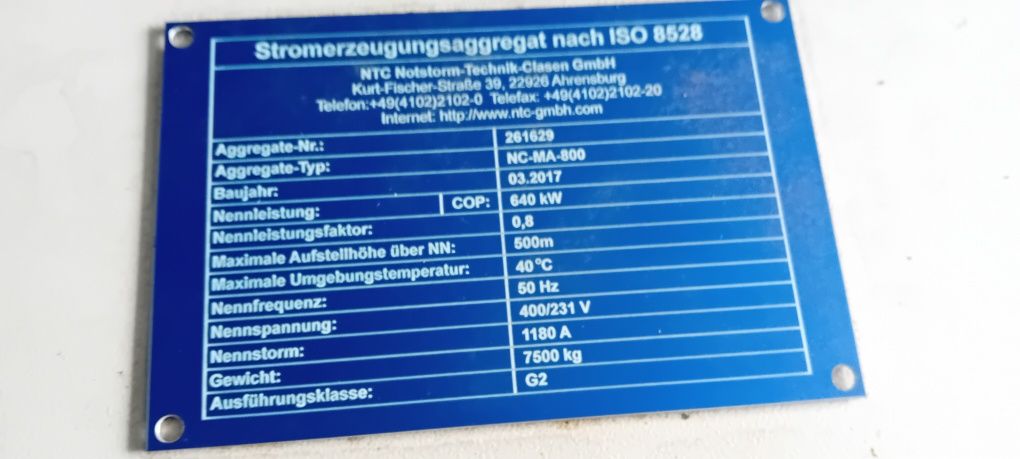 Stromerzeugungsaggregat nach ISO 8528
NTC Notstorm-Technik-Clasen GmbH
Kurt-Fischer-Straße 39, 22926 Ahrensburg
Telefon:+49(4102)2102-0 Telefax: +49(4102)2102-20
Internet: http://www.ntc-gmbh.com
Aggregate-Nr.: 261629
Aggregate-Typ: NC-MA-800
Baujahr: 03.2017
Nennleistung: COP: 640 kW
Nennleistungsfaktor: 0,8
Maximale Aufstellhöhe über NN: 500m
Maximale Umgebungstemperatur: 40°C
Nennfrequenz: 50 Hz
Nennspannung: 400/231 V
Nennstorm: 1180 A
Gewicht: 7500 kg
Ausführungsklasse: G2